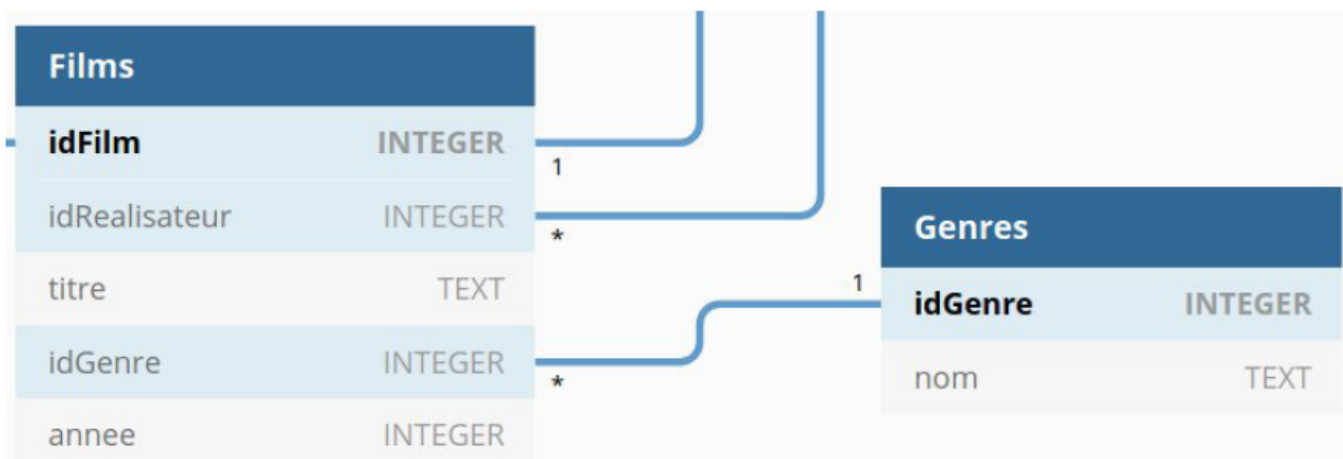 Films
idFilm INTEGER
1
idRealisateur INTEGER
*
titre TEXT
idGenre INTEGER
*
annee INTEGER
Genres
1
idGenre INTEGER
nom TEXT